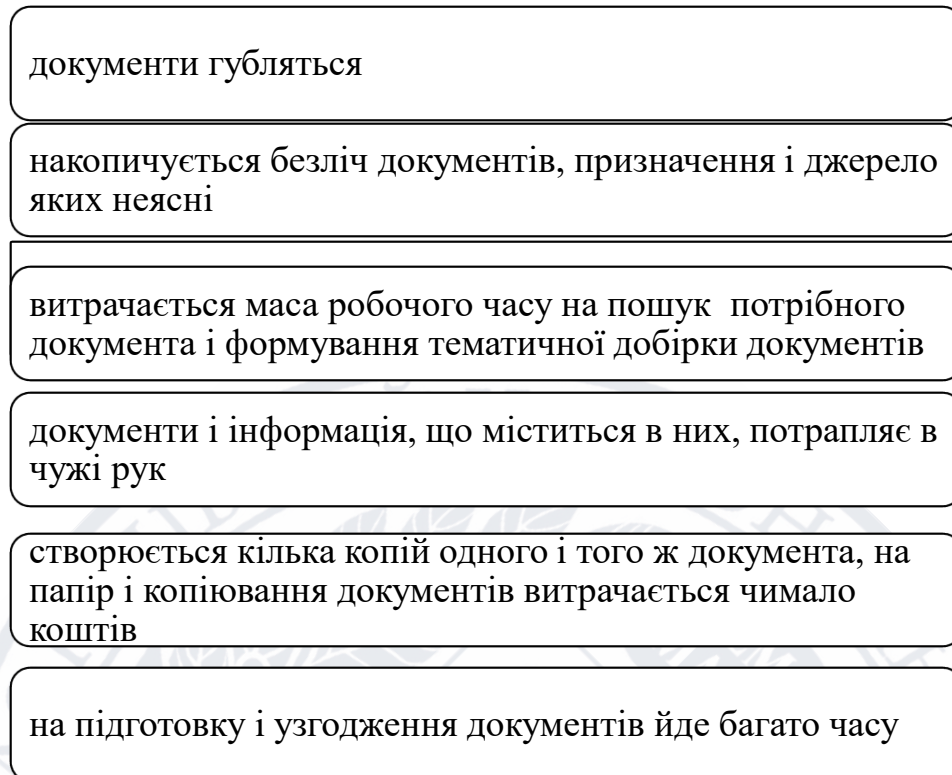 документи губляться
накопичується безліч документів, призначення і джерело
яких неясні
витрачається маса робочого часу на пошук  потрібного
документа і формування тематичної добірки документів
документи і інформація, що міститься в них, потрапляє в
чужі рук
створюється кілька копій одного і того ж документа, на
папір і копіювання документів витрачається чимало
коштів
на підготовку і узгодження документів йде багато часу